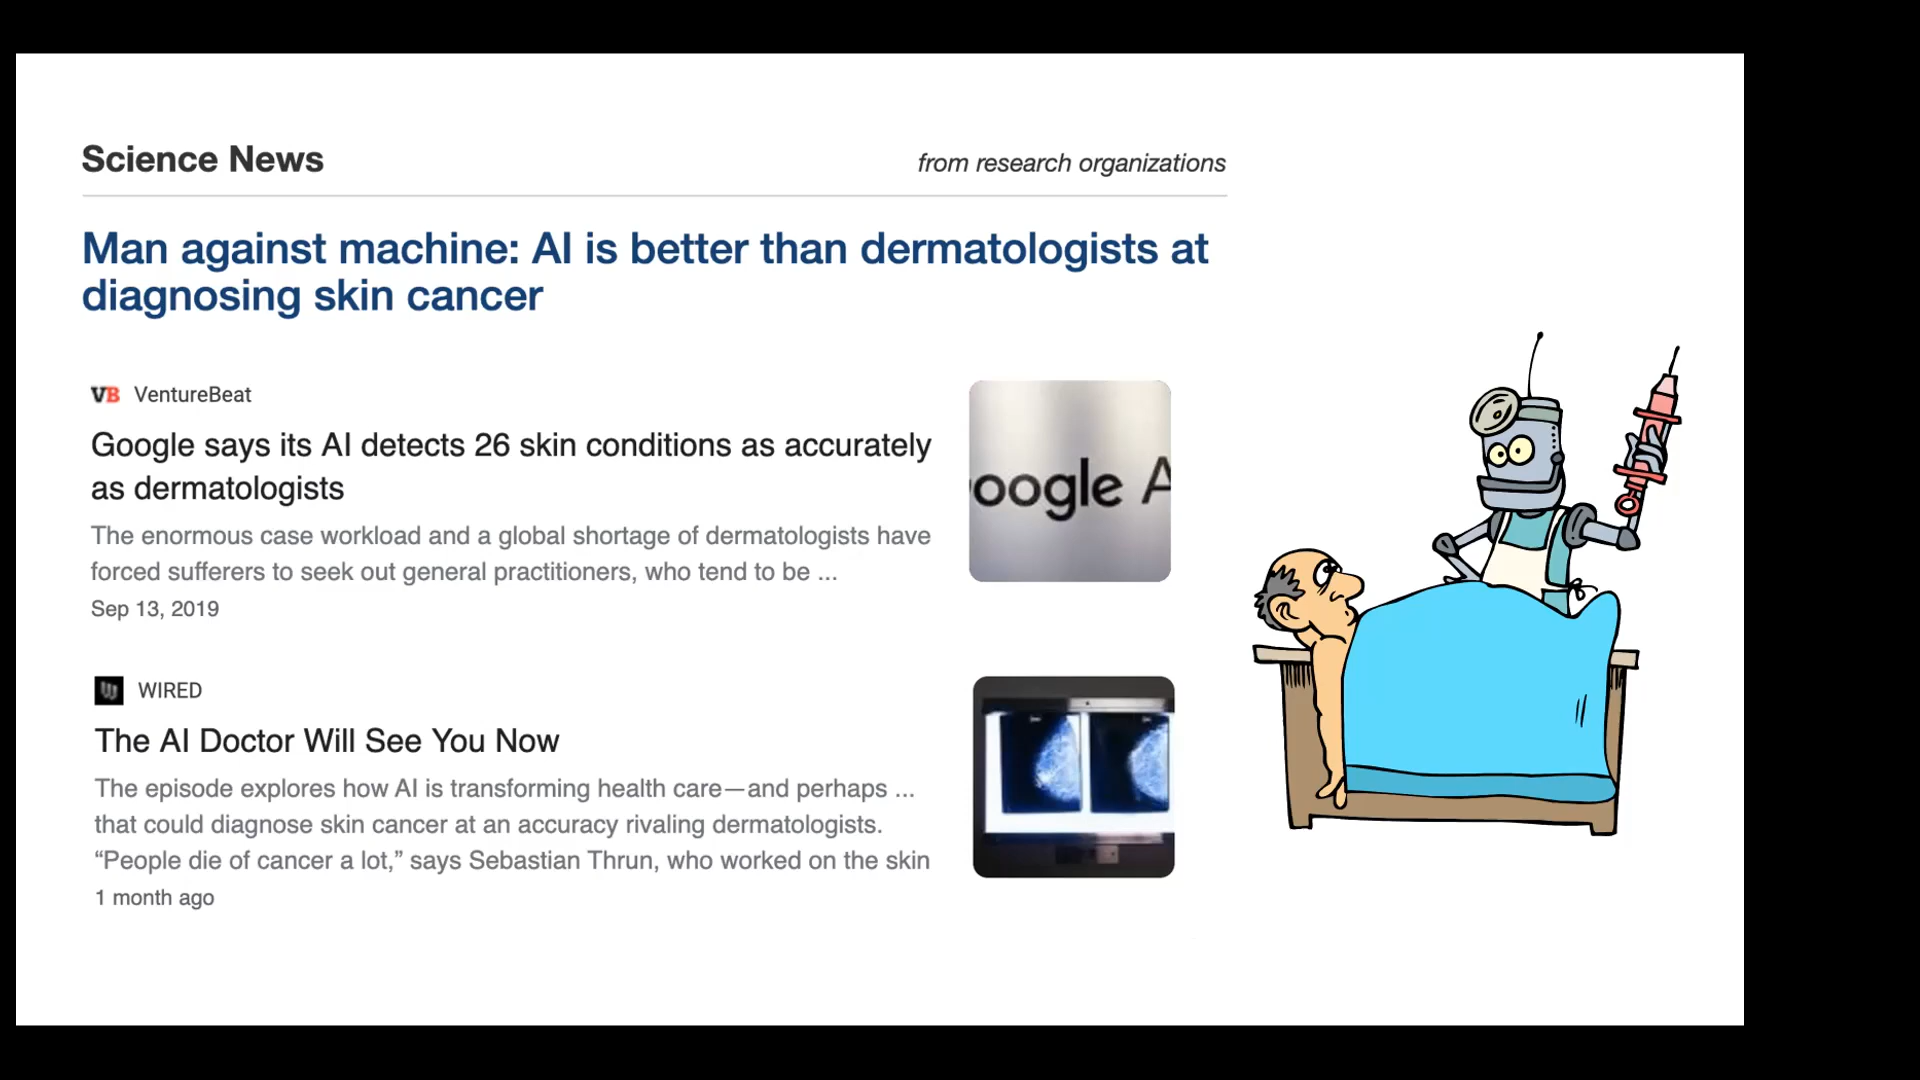 Science News
from research organizations
Man against machine: AI is better than dermatologists at
diagnosing skin cancer
VB VentureBeat
Google says its AI detects 26 skin conditions as accurately
as dermatologists
The enormous case workload and a global shortage of dermatologists have
forced sufferers to seek out general practitioners, who tend to be ...
Sep 13, 2019
oogle A
WIRED
The AI Doctor Will See You Now
The episode explores how AI is transforming health care—and perhaps ...
that could diagnose skin cancer at an accuracy rivaling dermatologists.
“People die of cancer a lot,” says Sebastian Thrun, who worked on the skin
1 month ago